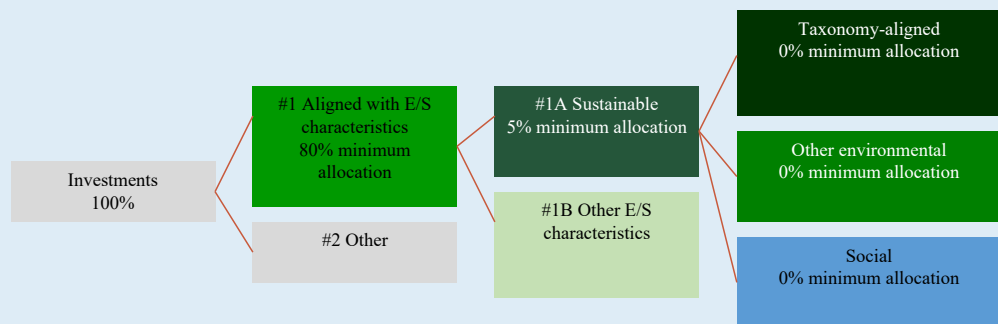 Investments
100%
#1 Aligned with E/S
characteristics
80% minimum
allocation
#2 Other
#1A Sustainable
5% minimum allocation
#1B Other E/S
characteristics
Taxonomy-aligned
0% minimum allocation
Other environmental
0% minimum allocation
Social
0% minimum allocation